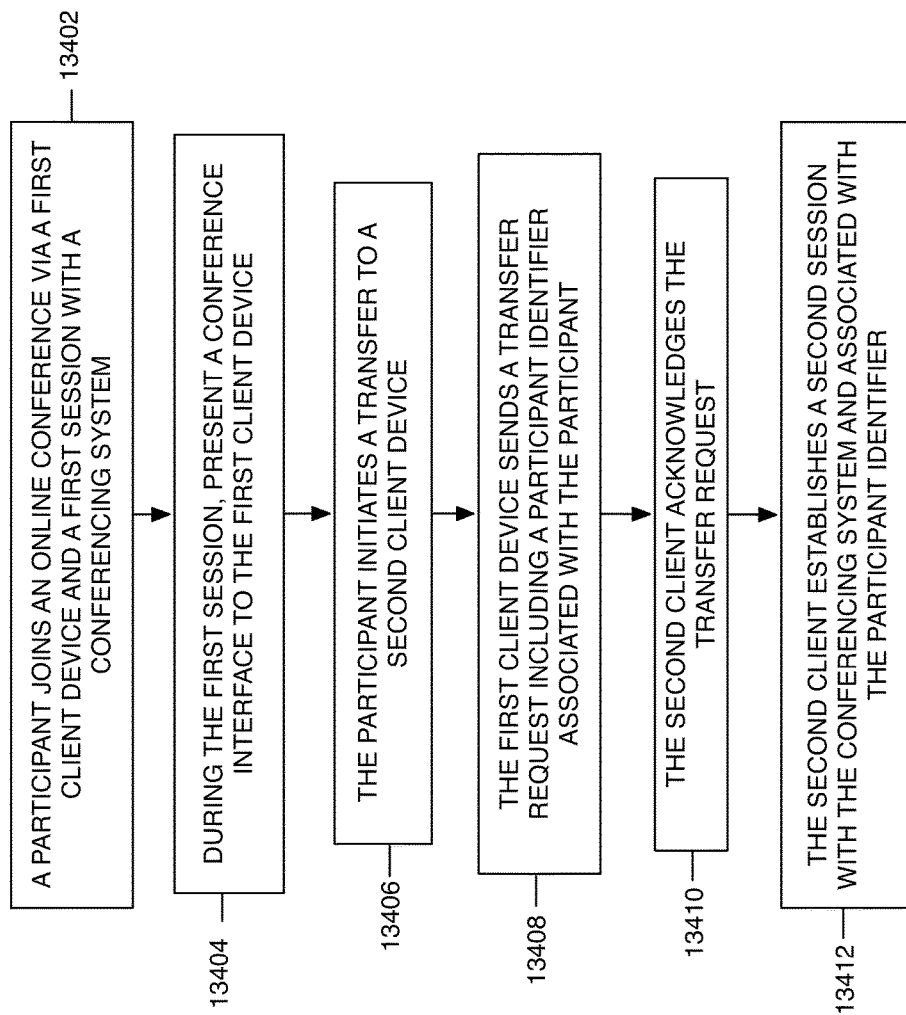 A PARTICIPANT JOINS AN ONLINE CONFERENCE VIA A FIRST
CLIENT DEVICE AND A FIRST SESSION WITH A
CONFERENCING SYSTEM
13402
DURING THE FIRST SESSION, PRESENT A CONFERENCE
INTERFACE TO THE FIRST CLIENT DEVICE
13404
THE PARTICIPANT INITIATES A TRANSFER TO A
SECOND CLIENT DEVICE
13406
THE FIRST CLIENT DEVICE SENDS A TRANSFER
REQUEST INCLUDING A PARTICIPANT IDENTIFIER
ASSOCIATED WITH THE PARTICIPANT
13408
THE SECOND CLIENT ACKNOWLEDGES THE
TRANSFER REQUEST
13410
THE SECOND CLIENT ESTABLISHES A SECOND SESSION
WITH THE CONFERENCING SYSTEM AND ASSOCIATED WITH
THE PARTICIPANT IDENTIFIER
13412